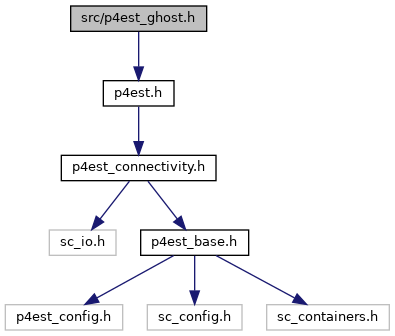 src/p4est_ghost.h
p4est.h
p4est_connectivity.h
sc_io.h
p4est_base.h
p4est_config.h
sc_config.h
sc_containers.h